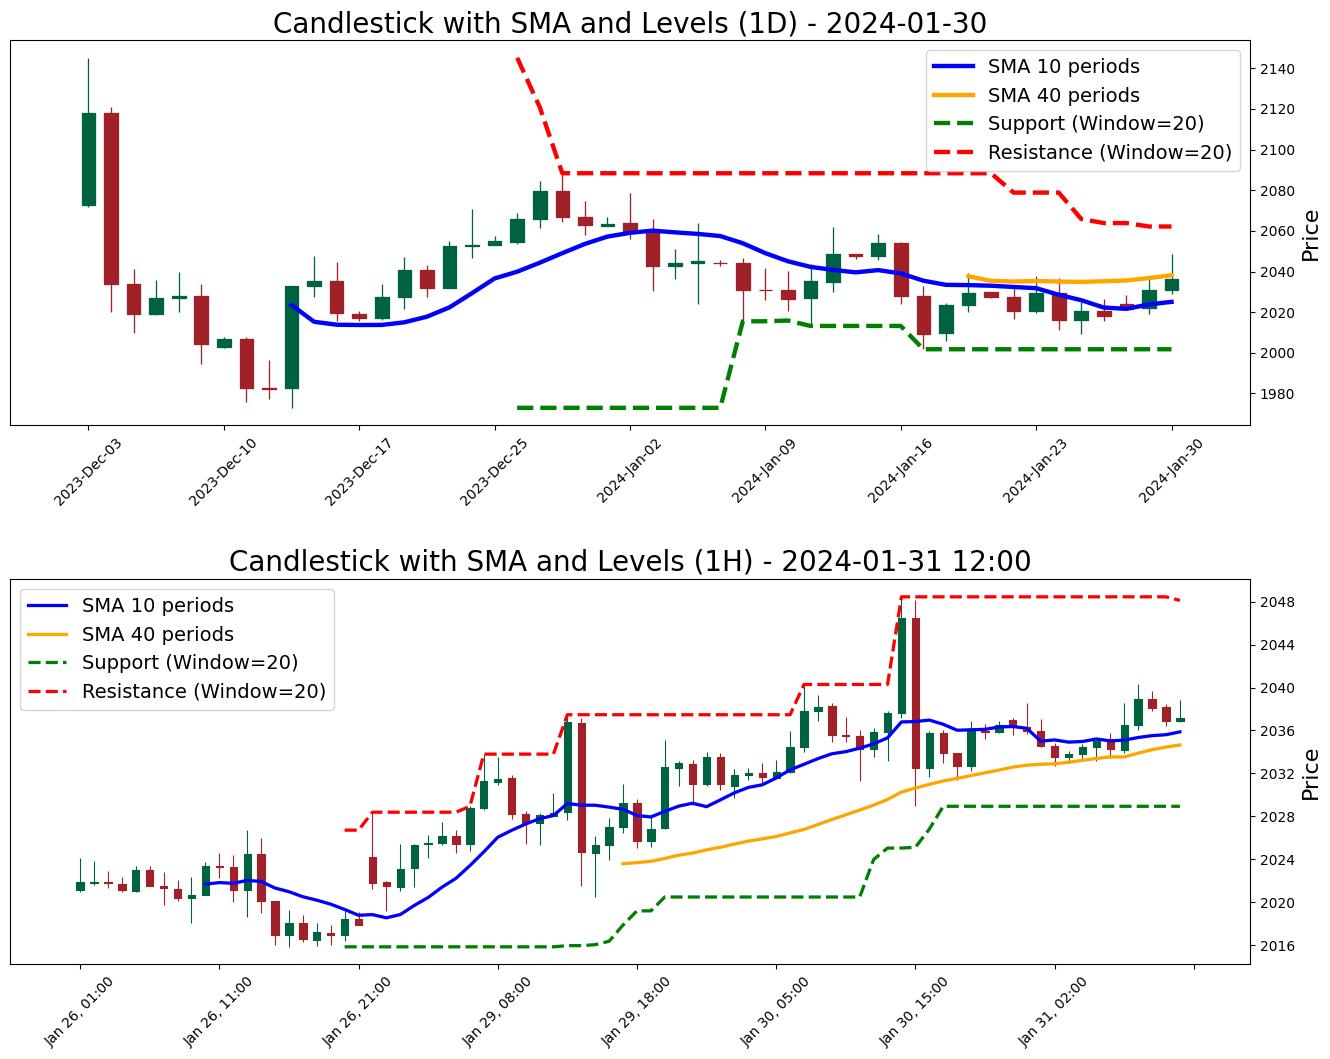 Candlestick with SMA and Levels (1D) - 2024-01-30
SMA 10 periods
SMA 40 periods
Support (Window=20)
Resistance (Window=20)
2140
2120
2100
2080
2060
2040
2020
2000
1980
Price
2023-Dec-03
2023-Dec-10
2023-Dec-17
2023-Dec-25
2024-Jan-02
2024-Jan-09
2024-Jan-16
2024-Jan-23
2024-Jan-30
Candlestick with SMA and Levels (1H) - 2024-01-31 12:00
SMA 10 periods
SMA 40 periods
Support (Window=20)
Resistance (Window=20)
2048
2044
2040
2036
2032
2028
2024
2020
2016
Price
Jan 26, 01:00
Jan 26, 11:00
Jan 26, 21:00
Jan 29, 08:00
Jan 29, 18:00
Jan 30, 05:00
Jan 30, 15:00
Jan 31, 02:00